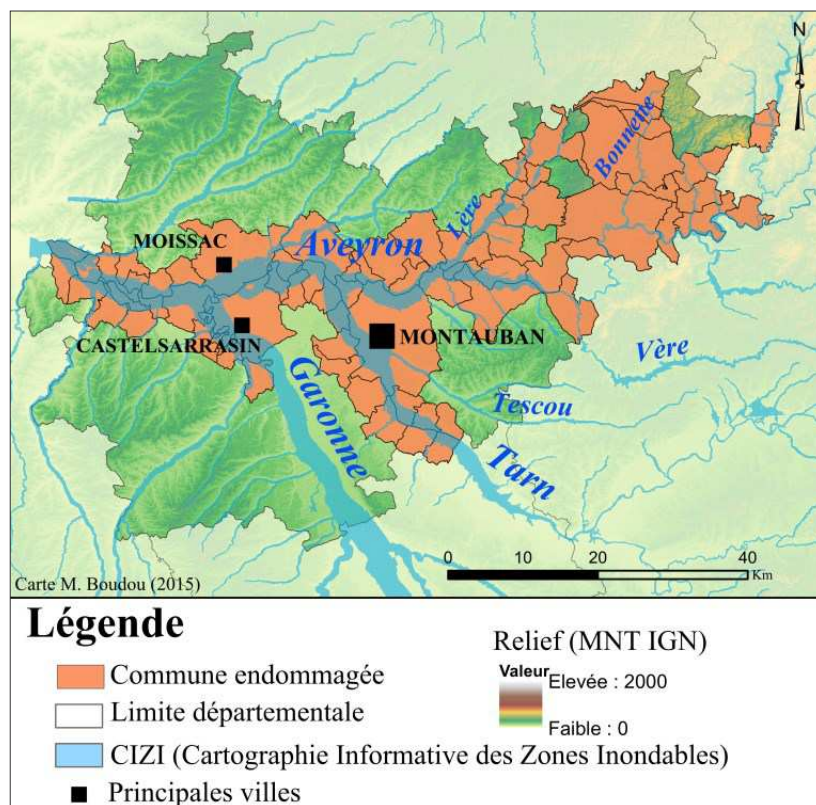 N
Bonnette
Lère
MOISSAC
Aveyron
CASTELSARRASIN
MONTAUBAN
Vère
Garonne
Tescou
Tarn
0 10 20 40
Km
Carte M. Boudou (2015)
Légende
Commune endommagée
Limite départementale
CIZI (Cartographie Informative des Zones Inondables)
Principales villes
Relief (MNT IGN)
Valeur
Elevée : 2000
Faible : 0